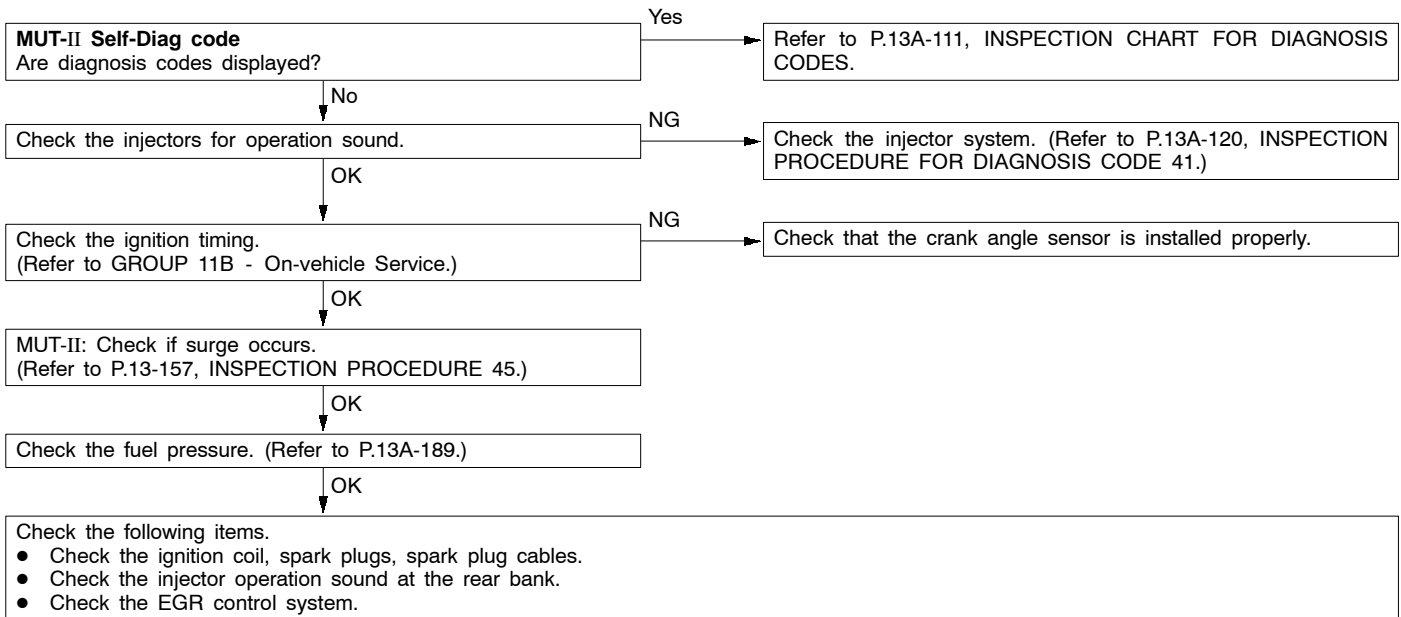 MUT-II Self-Diag code
Are diagnosis codes displayed?
Yes
Refer to P.13A-111, INSPECTION CHART FOR DIAGNOSIS
CODES.
No
Check the injectors for operation sound.
NG
Check the injector system. (Refer to P.13A-120, INSPECTION
PROCEDURE FOR DIAGNOSIS CODE 41.)
OK
Check the ignition timing.
(Refer to GROUP 11B - On-vehicle Service.)
NG
Check that the crank angle sensor is installed properly.
OK
MUT-II: Check if surge occurs.
(Refer to P.13-157, INSPECTION PROCEDURE 45.)
OK
Check the fuel pressure. (Refer to P.13A-189.)
OK
Check the following items.
● Check the ignition coil, spark plugs, spark plug cables.
● Check the injector operation sound at the rear bank.
● Check the EGR control system.